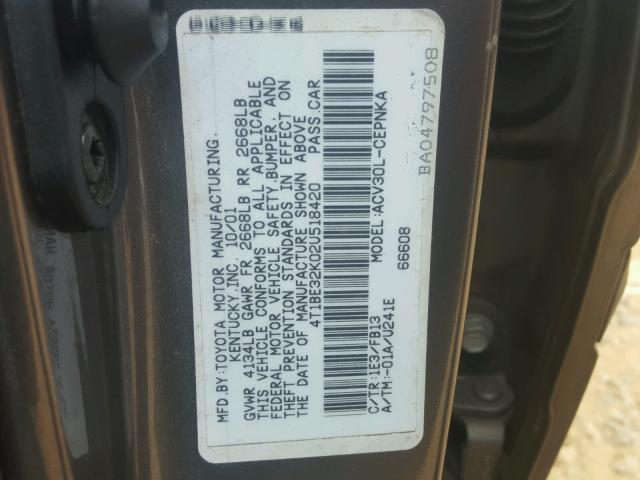 MFD.BY:TOYOTA MOTOR MANUFACTURING,
KENTUCKY,INC. 10/01
GVWR 4134LB GAWR FR 2668LB RR 2668LB
THIS VEHICLE CONFORMS TO ALL APPLICABLE
FEDERAL MOTOR VEHICLE SAFETY,BUMPER, AND
THEFT PREVENTION STANDARDS IN EFFECT ON
THE DATE OF MANUFACTURE SHOWN ABOVE
4T1BE32K02U518420 PASS.CAR
C/TR:1E3/FB13 MODEL:ACV30L-CEPNKA
A/TM:-01A/U241E 66608
BA04797508